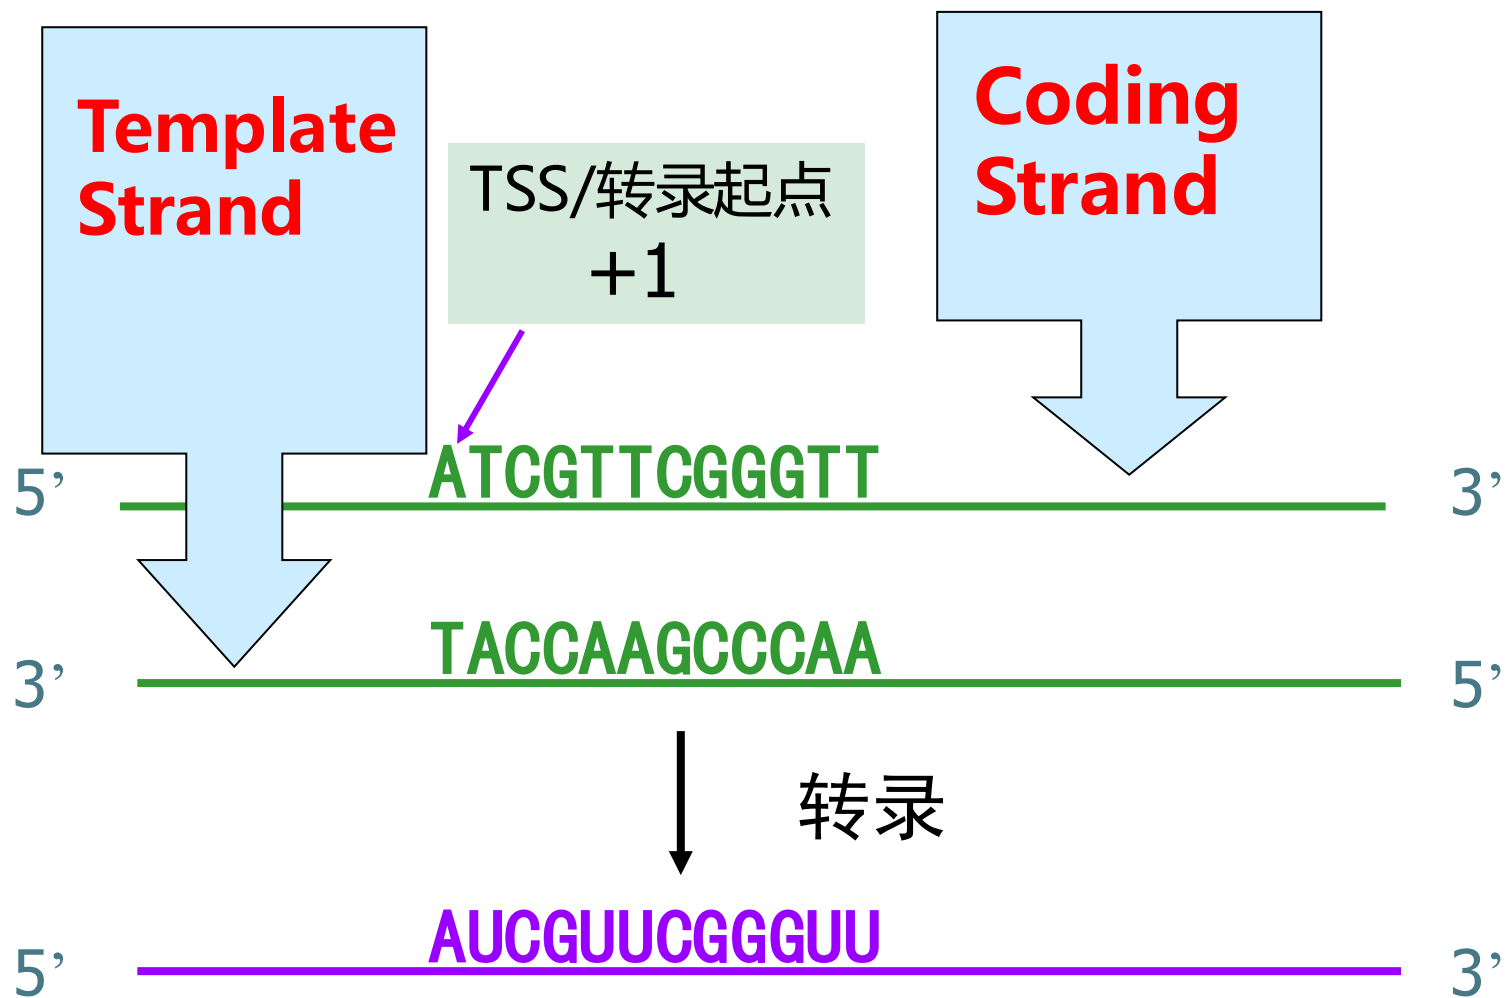 Template
Strand
TSS/转录起点
+1
Coding
Strand
5’
ATCGTTCGGGTT
3’
3’
TACCAAGCCCAA
5’
转录
5’
AUCGUUCGGGUU
3’